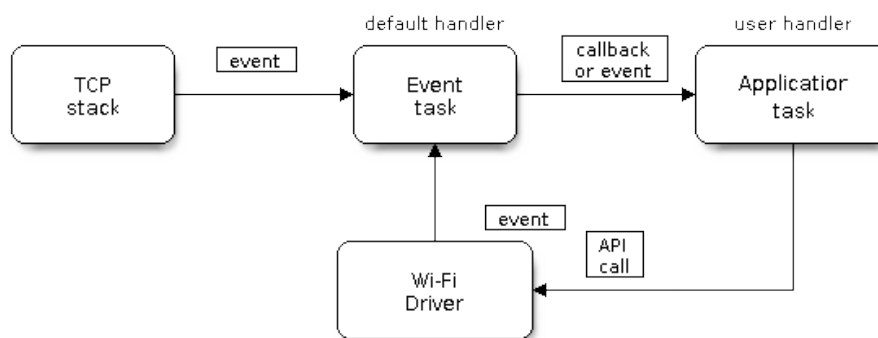 default handler
user handler
event
callback
or event
TCP
stack
Event
task
Application
task
event
API
call
Wi-Fi
Driver